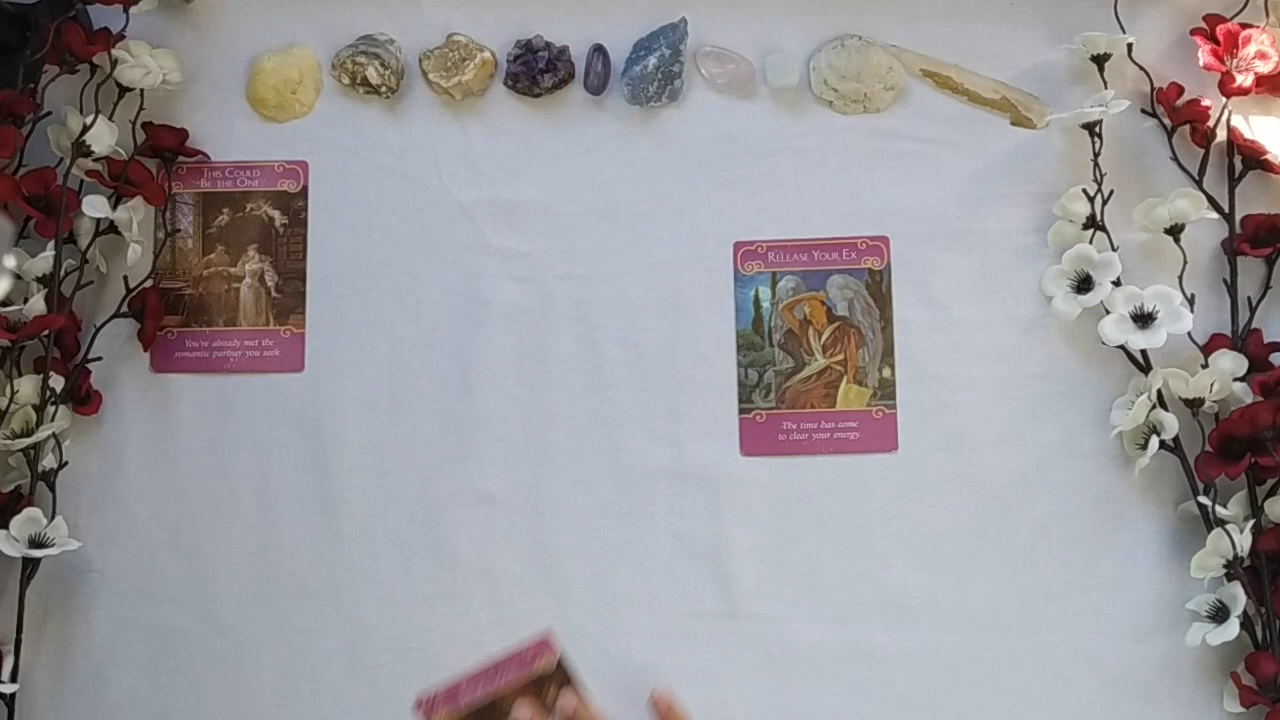 THIS COULD
BE THE ONE
You've already met the
romantic partner you seek.
RELEASE YOUR EX
The time has come
to clear your energy.